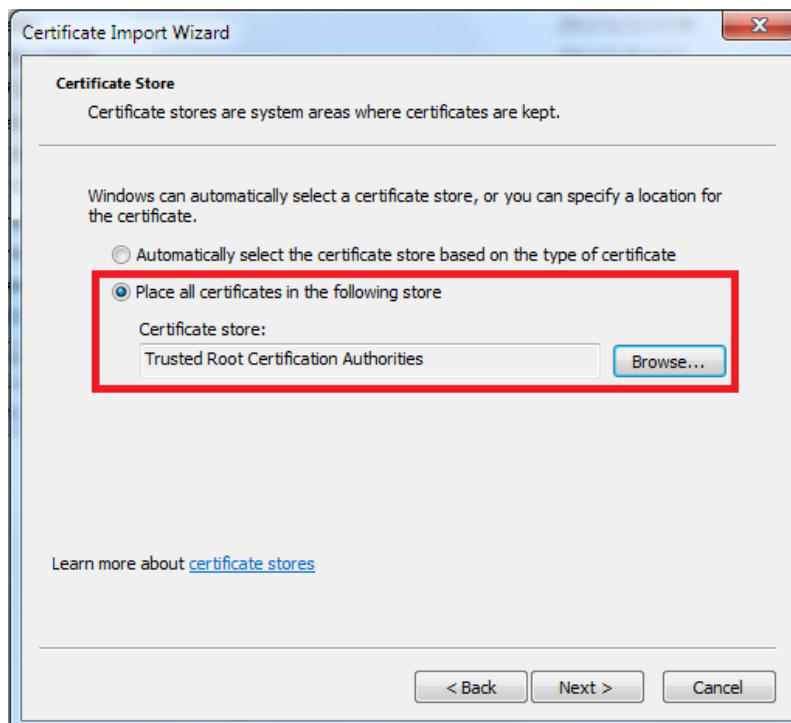 Certificate Import Wizard
Certificate Store
Certificate stores are system areas where certificates are kept.
Windows can automatically select a certificate store, or you can specify a location for
the certificate.
Automatically select the certificate store based on the type of certificate
Place all certificates in the following store
Certificate store:
Trusted Root Certification Authorities
Browse...
Learn more about certificate stores
< Back
Next >
Cancel